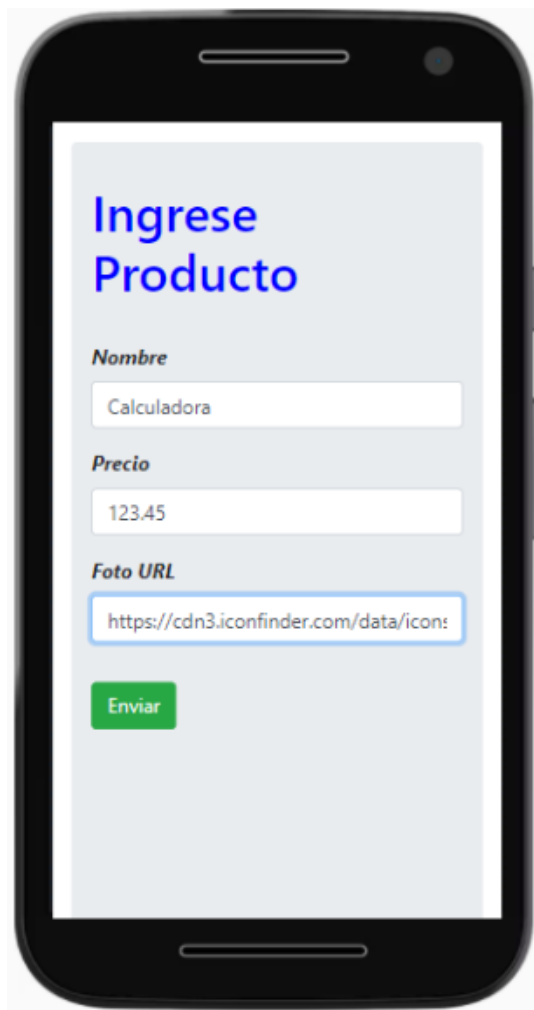 Ingrese
Producto
Nombre
Calculadora
Precio
123.45
Foto URL
https://cdn3.iconfinder.com/data/icons
Enviar